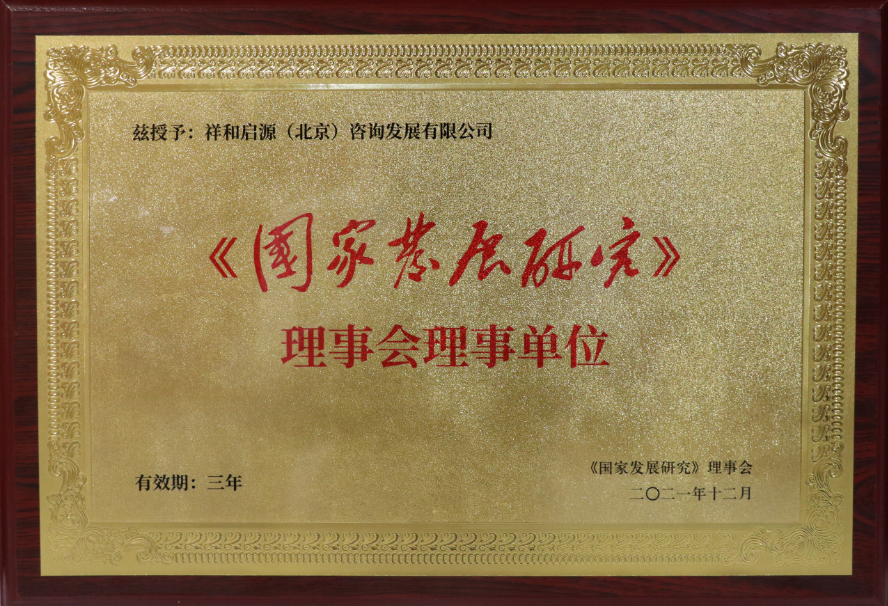 兹授予：祥和启源（北京）咨询发展有限公司
《國家发展研究》
理事会理事单位
有效期：三年
《国家发展研究》理事会
二〇二一年十二月